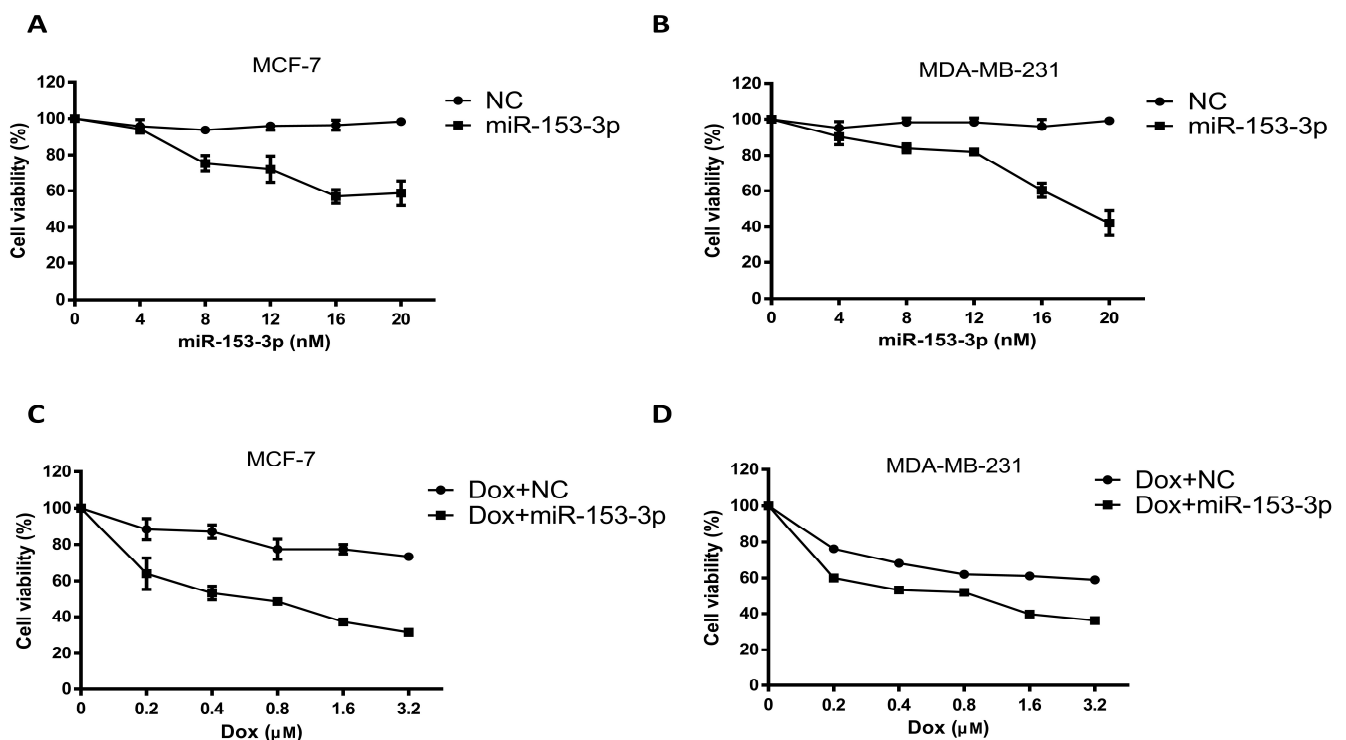 A
MCF-7
NC
miR-153-3p
Cell viability (%)
120
100
80
60
40
20
0
0 4 8 12 16 20
miR-153-3p (nM)
B
MDA-MB-231
NC
miR-153-3p
Cell viability (%)
120
100
80
60
40
20
0
0 4 8 12 16 20
miR-153-3p (nM)
C
MCF-7
Dox+NC
Dox+miR-153-3p
Cell viability (%)
120
100
80
60
40
20
0
0 0.2 0.4 0.8 1.6 3.2
Dox (µM)
D
MDA-MB-231
Dox+NC
Dox+miR-153-3p
Cell viability (%)
120
100
80
60
40
20
0
0 0.2 0.4 0.8 1.6 3.2
Dox (µM)